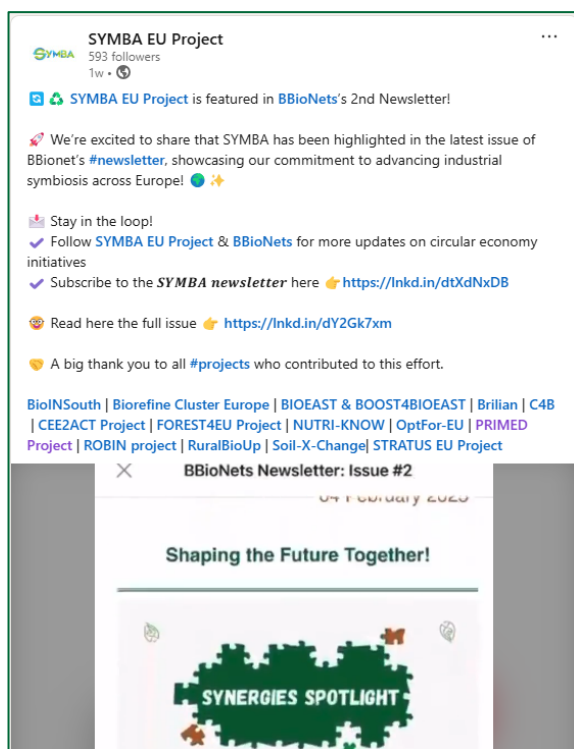 SYMBA
SYMBA EU Project
593 followers
1w •
SYMBA EU Project is featured in BBioNets's 2nd Newsletter!
We're excited to share that SYMBA has been highlighted in the latest issue of
BBionet's #newsletter, showcasing our commitment to advancing industrial
symbiosis across Europe!
Stay in the loop!
Follow SYMBA EU Project & BBioNets for more updates on circular economy
initiatives
Subscribe to the SYMBA newsletter here 👉 https://lnkd.in/dtXdNxDB
Read here the full issue 👉 https://lnkd.in/dY2Gk7xm
A big thank you to all #projects who contributed to this effort.
BioINSouth | Biorefine Cluster Europe | BIOEAST & BOOST4BIOEAST | Brilian | C4B
| CEE2ACT Project | FOREST4EU Project | NUTRI-KNOW | OptFor-EU | PRIMED
Project | ROBIN project | RuralBioUp | Soil-X-Change| STRATUS EU Project
BBioNets Newsletter: Issue #2
04 February 2025
Shaping the Future Together!
SYNERGIES SPOTLIGHT